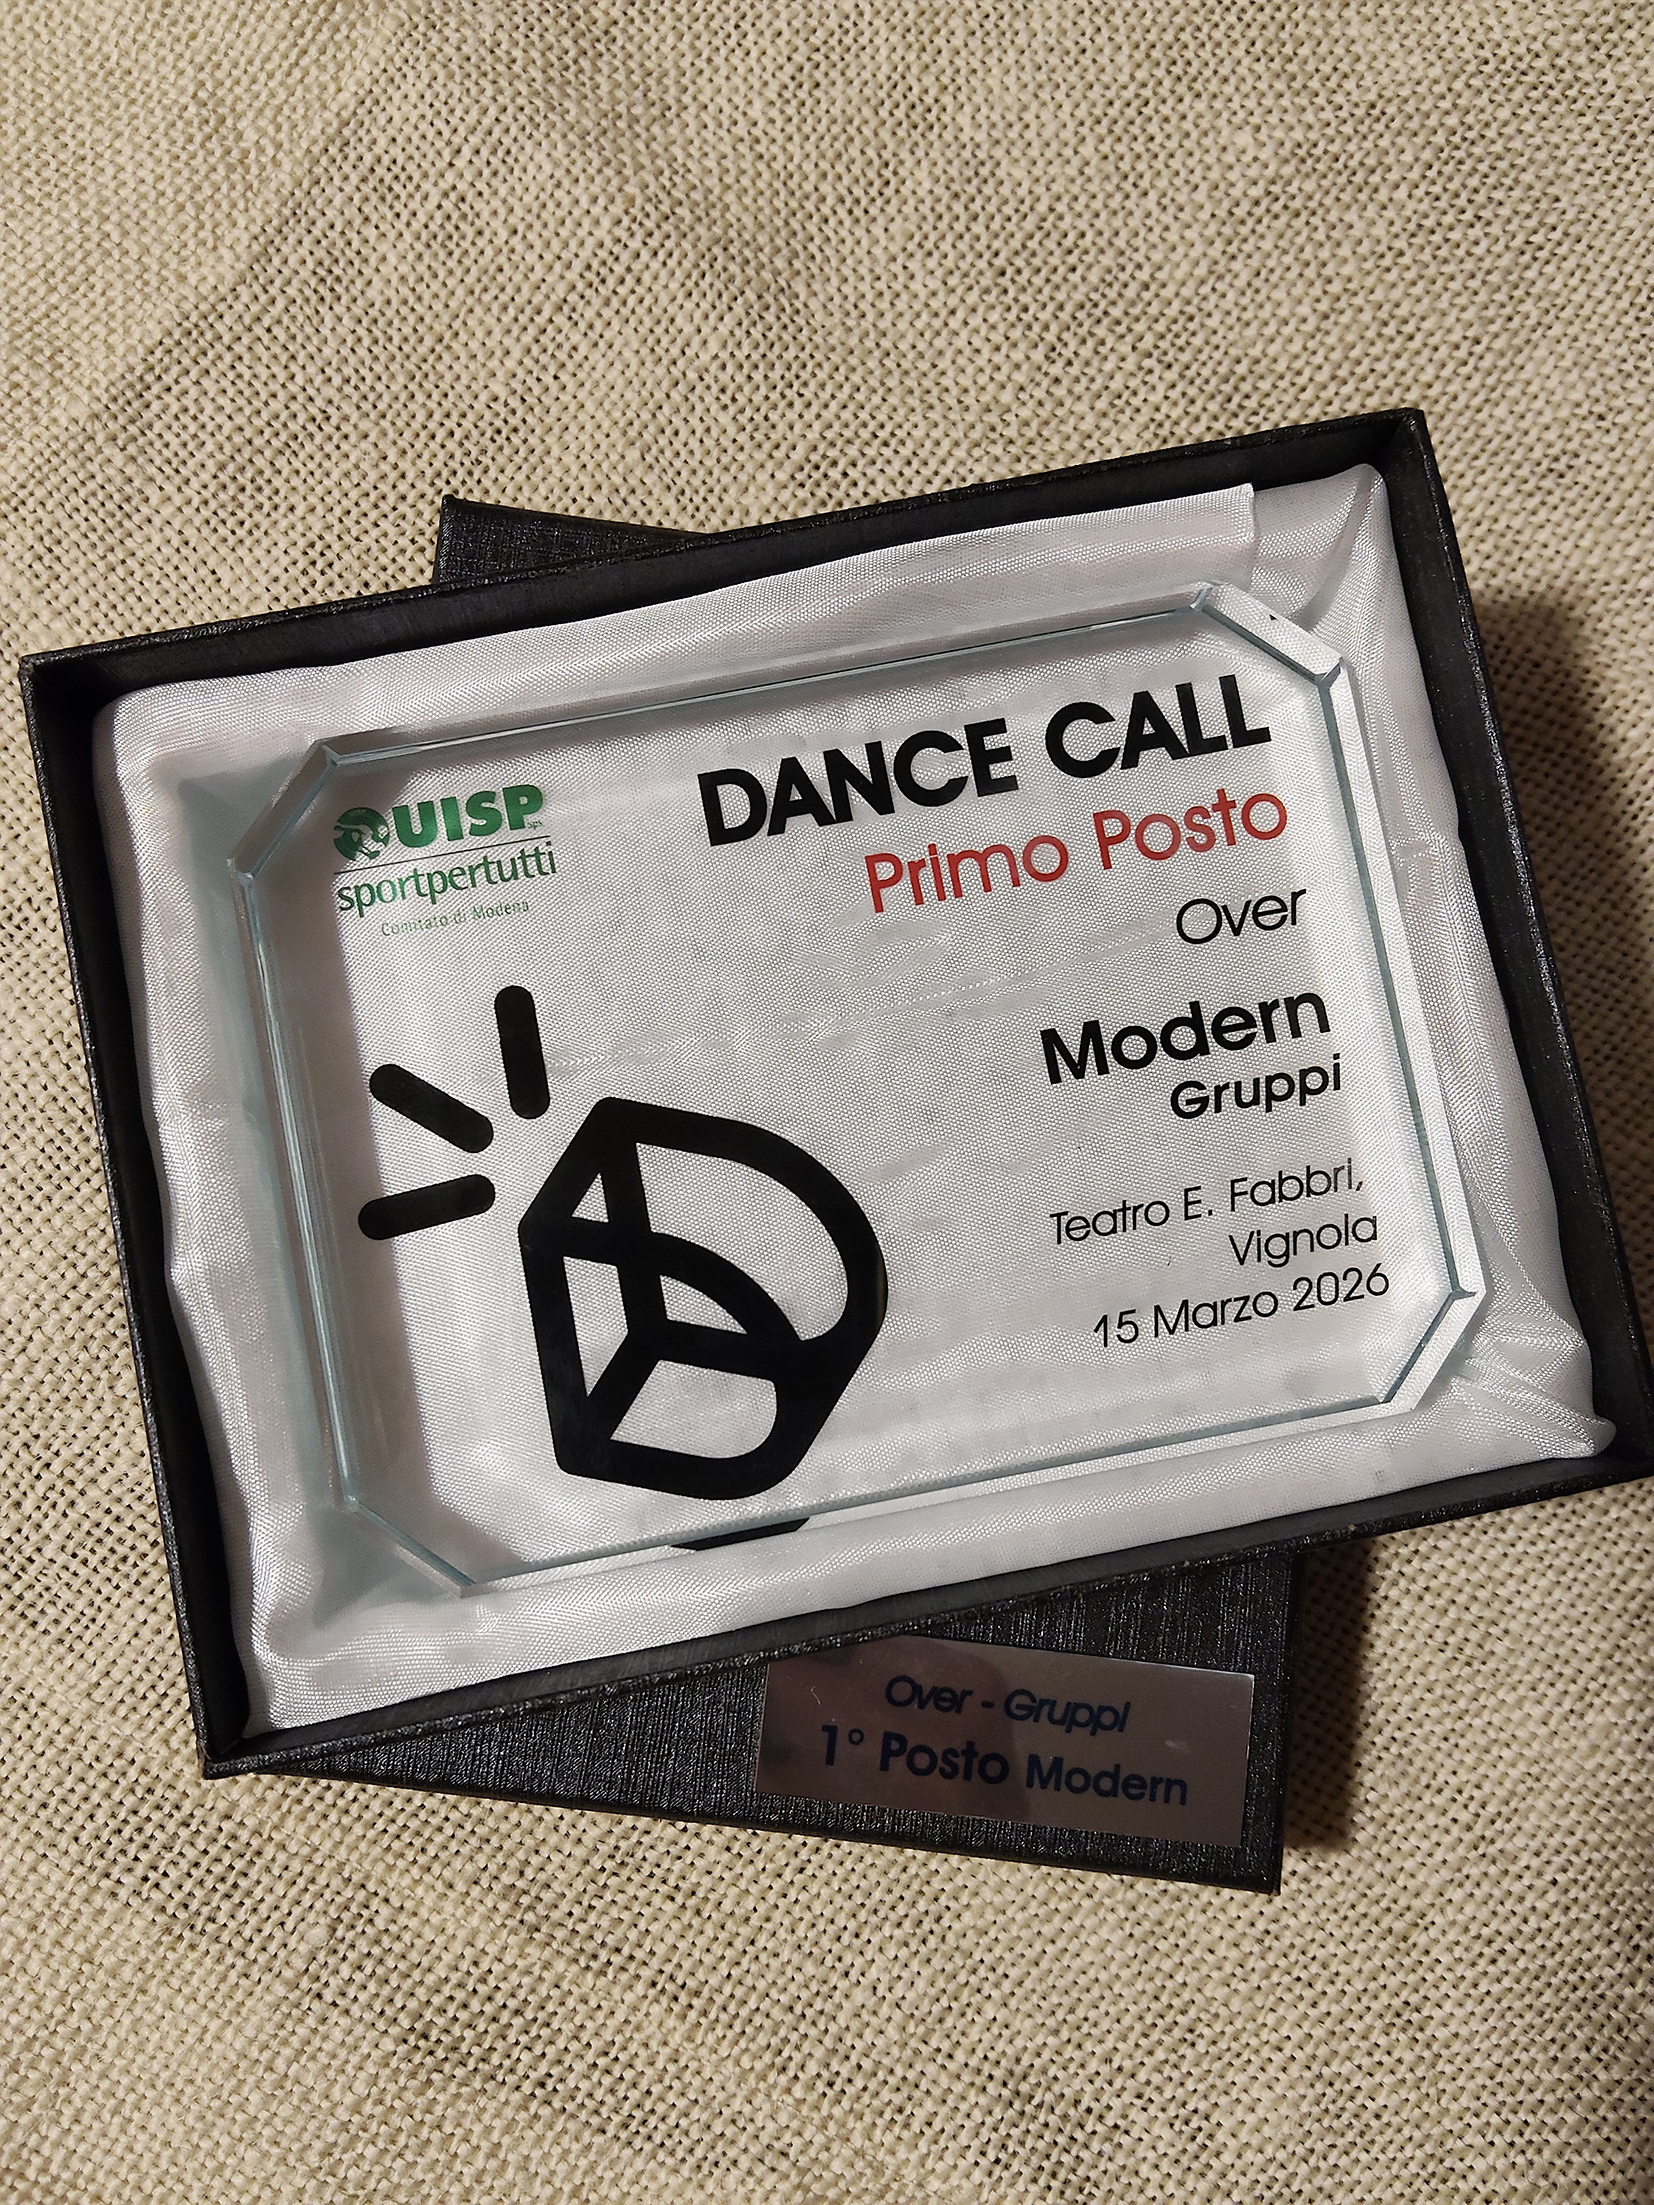 UISP aps
sportpertutti
Comitato di Modena
DANCE CALL
Primo Posto
Over
Modern
Gruppi
Teatro E. Fabbri,
Vignola
15 Marzo 2026
Over - Gruppi
1° Posto Modern